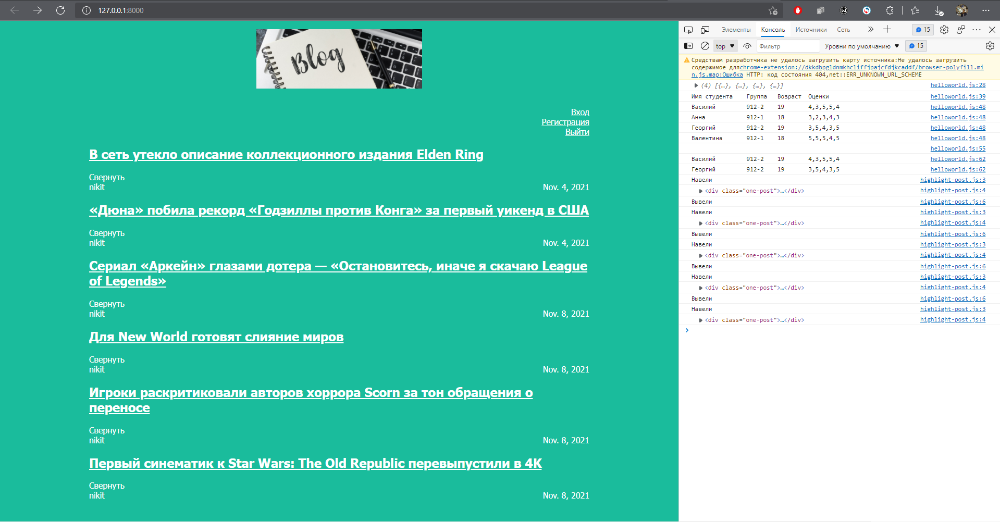 127.0.0.1:8000
Blog
Вход
Регистрация
Выйти
В сеть утекло описание коллекционного издания Elden Ring
Свернуть
nikit Nov. 4, 2021
«Дюна» побила рекорд «Годзиллы против Конга» за первый уикенд в США
Свернуть
nikit Nov. 4, 2021
Сериал «Аркейн» глазами дотера — «Остановитесь, иначе я скачаю League
of Legends»
Свернуть
nikit Nov. 8, 2021
Для New World готовят слияние миров
Свернуть
nikit Nov. 8, 2021
Игроки раскритиковали авторов хоррора Scorn за тон обращения о
переносе
Свернуть
nikit Nov. 8, 2021
Первый синематик к Star Wars: The Old Republic перевыпустили в 4K
Свернуть
nikit Nov. 8, 2021
Элементы Консоль Источники Сеть 15
top Фильтр Уровни по умолчанию 15
Средствам разработчика не удалось загрузить карту источника:Не удалось загрузить
содержимое дляchrome-extension://dkkdbpgldnmkhcliffjpajcfdjkcaddf/browser-polyfill.mi
n.js.map:Ошибка HTTP: код состояния 404,net::ERR_UNKNOWN_URL_SCHEME
(4) [{…}, {…}, {…}, {…}] helloworld.js:28
Имя студента Группа Возраст Оценки helloworld.js:39
Василий 912-2 19 4,3,5,5,4 helloworld.js:48
Анна 912-1 18 3,2,3,4,3 helloworld.js:48
Георгий 912-2 19 3,5,4,3,5 helloworld.js:48
Валентина 912-1 18 5,5,5,4,5 helloworld.js:48
helloworld.js:55
Василий 912-2 19 4,3,5,5,4 helloworld.js:62
Георгий 912-2 19 3,5,4,3,5 helloworld.js:62
Навели highlight-post.js:3
<div class="one-post">…</div> highlight-post.js:4
Вывели highlight-post.js:6
Навели highlight-post.js:3
<div class="one-post">…</div> highlight-post.js:4
Вывели highlight-post.js:6
Навели highlight-post.js:3
<div class="one-post">…</div> highlight-post.js:4
Вывели highlight-post.js:6
Навели highlight-post.js:3
<div class="one-post">…</div> highlight-post.js:4
Вывели highlight-post.js:6
Навели highlight-post.js:3
<div class="one-post">…</div> highlight-post.js:4